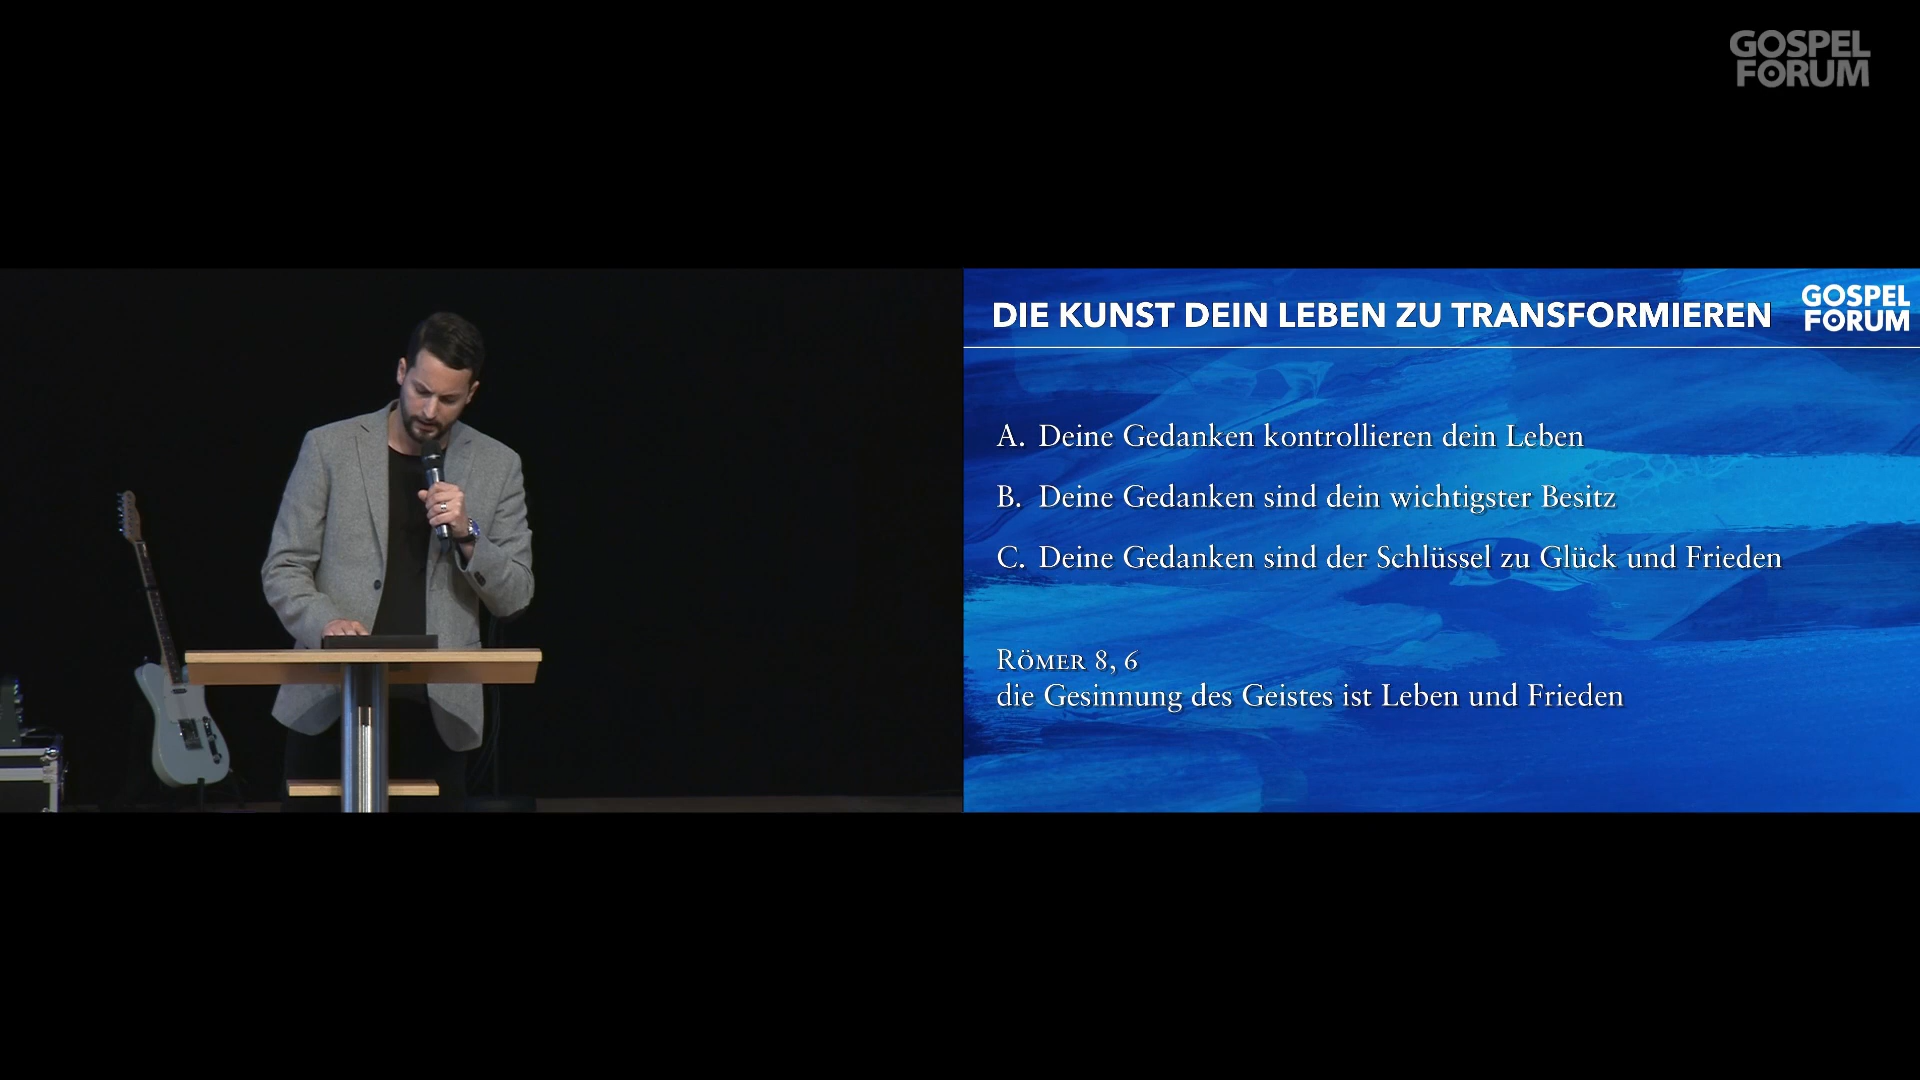 GOSPEL
FORUM
DIE KUNST DEIN LEBEN ZU TRANSFORMIEREN
GOSPEL
FORUM
A. Deine Gedanken kontrollieren dein Leben
B. Deine Gedanken sind dein wichtigster Besitz
C. Deine Gedanken sind der Schlüssel zu Glück und Frieden
RÖMER 8, 6
die Gesinnung des Geistes ist Leben und Frieden